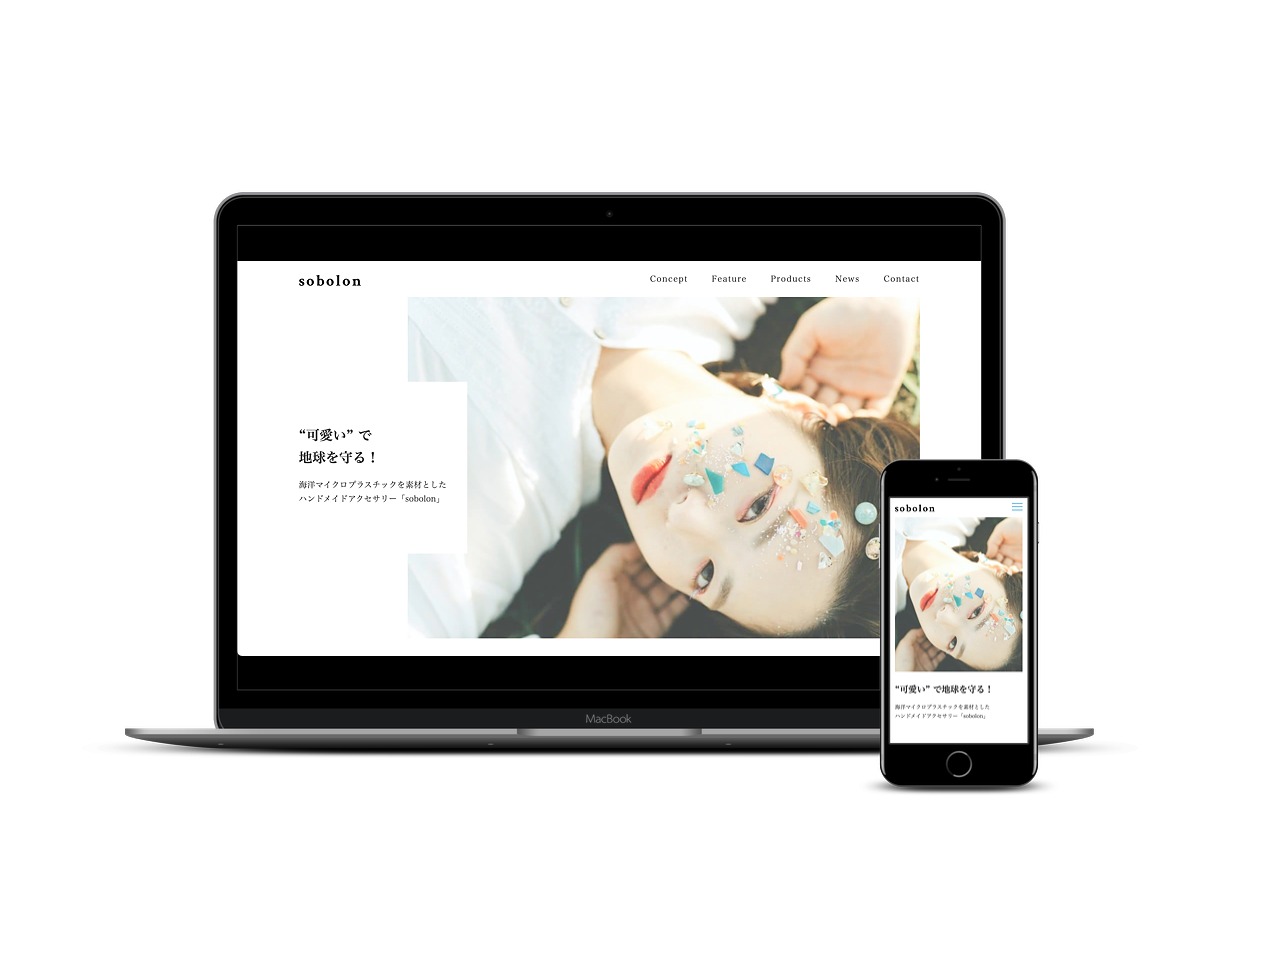 sobolon
Concept Feature Products News Contact
“可愛い” で
地球を守る！
海洋マイクロプラスチックを素材とした
ハンドメイドアクセサリー「sobolon」
MacBook
sobolon
“可愛い” で地球を守る！
海洋マイクロプラスチックを素材とした
ハンドメイドアクセサリー「sobolon」